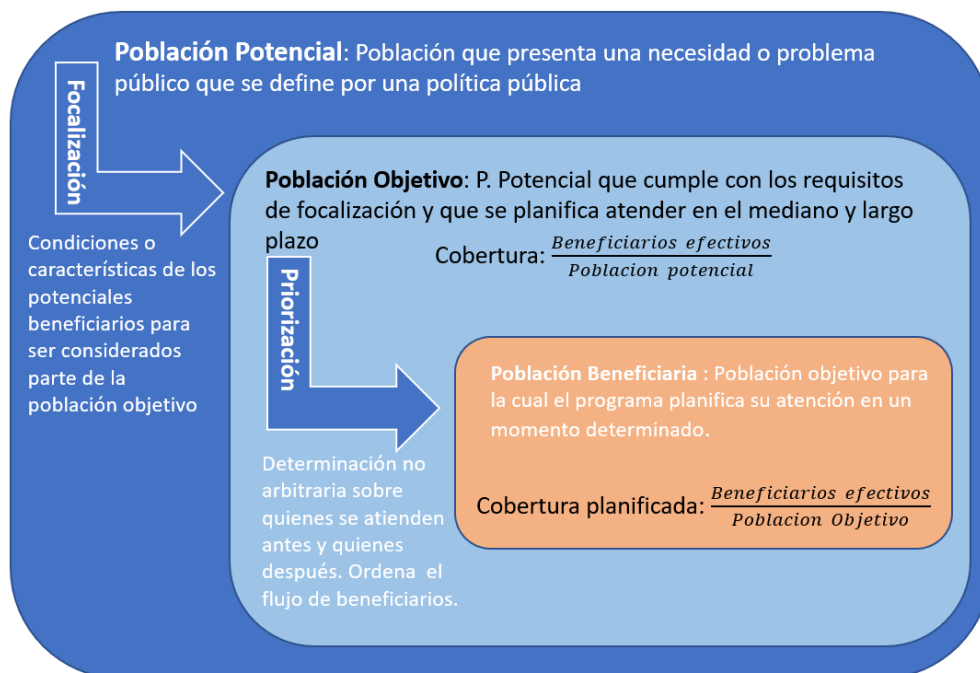 Población Potencial: Población que presenta una necesidad o problema
público que se define por una política pública
Focalización
Condiciones o
características de los
potenciales
beneficiarios para
ser considerados
parte de la
población objetivo
Población Objetivo: P. Potencial que cumple con los requisitos
de focalización y que se planifica atender en el mediano y largo
plazo
Cobertura: Beneficiarios efectivos
Poblacion potencial
Priorización
Determinación no
arbitraria sobre
quienes se atienden
antes y quienes
después. Ordena el
flujo de beneficiarios.
Población Beneficiaria : Población objetivo para
la cual el programa planifica su atención en un
momento determinado.
Cobertura planificada: Beneficiarios efectivos
Poblacion Objetivo